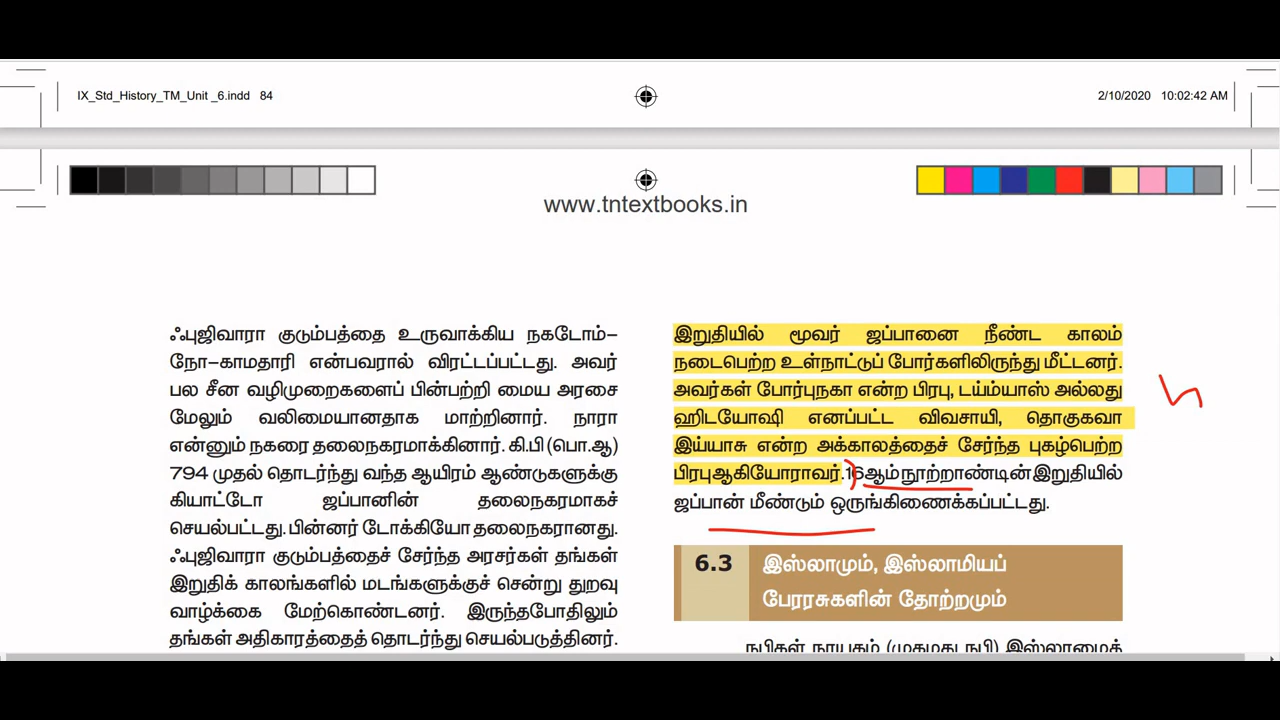 IX_Std_History_TM_Unit _6.indd 84
2/10/2020 10:02:42 AM
www.tntextbooks.in
ஃபுஜிவாரா குடும்பத்தை உருவாக்கிய நகடோம்–
நோ–காமதாரி என்பவரால் விரட்டப்பட்டது. அவர்
பல சீன வழிமுறைகளைப் பின்பற்றி மைய அரசை
மேலும் வலிமையானதாக மாற்றினார். நாரா
என்னும் நகரை தலைநகரமாக்கினார். கி.பி (பொ.ஆ)
794 முதல் தொடர்ந்து வந்த ஆயிரம் ஆண்டுகளுக்கு
கியாட்டோ ஜப்பானின் தலைநகரமாகச்
செயல்பட்டது. பின்னர் டோக்கியோ தலைநகரானது.
ஃபுஜிவாரா குடும்பத்தைச் சேர்ந்த அரசர்கள் தங்கள்
இறுதிக் காலங்களில் மடங்களுக்குச் சென்று துறவு
வாழ்க்கை மேற்கொண்டனர். இருந்தபோதிலும்
தங்கள் அதிகாரத்தைத் தொடர்ந்து செயல்படுத்தினர்.
இறுதியில் மூவர் ஜப்பானை நீண்ட காலம்
நடைபெற்ற உள்நாட்டுப் போர்களிலிருந்து மீட்டனர்.
அவர்கள் போர்புநகா என்ற பிரபு, டய்ம்யாஸ் அல்லது
ஹிடயோஷி எனப்பட்ட விவசாயி, தொகுகவா
இய்யாசு என்ற அக்காலத்தைச் சேர்ந்த புகழ்பெற்ற
பிரபுஆகியோராவர். 16ஆம் நூற்றாண்டின் இறுதியில்
ஜப்பான் மீண்டும் ஒருங்கிணைக்கப்பட்டது.
6.3 இஸ்லாமும், இஸ்லாமியப்
பேரரசுகளின் தோற்றமும்
நபிகள் நாயகம் (முகமது நபி) இஸ்லாமைத்